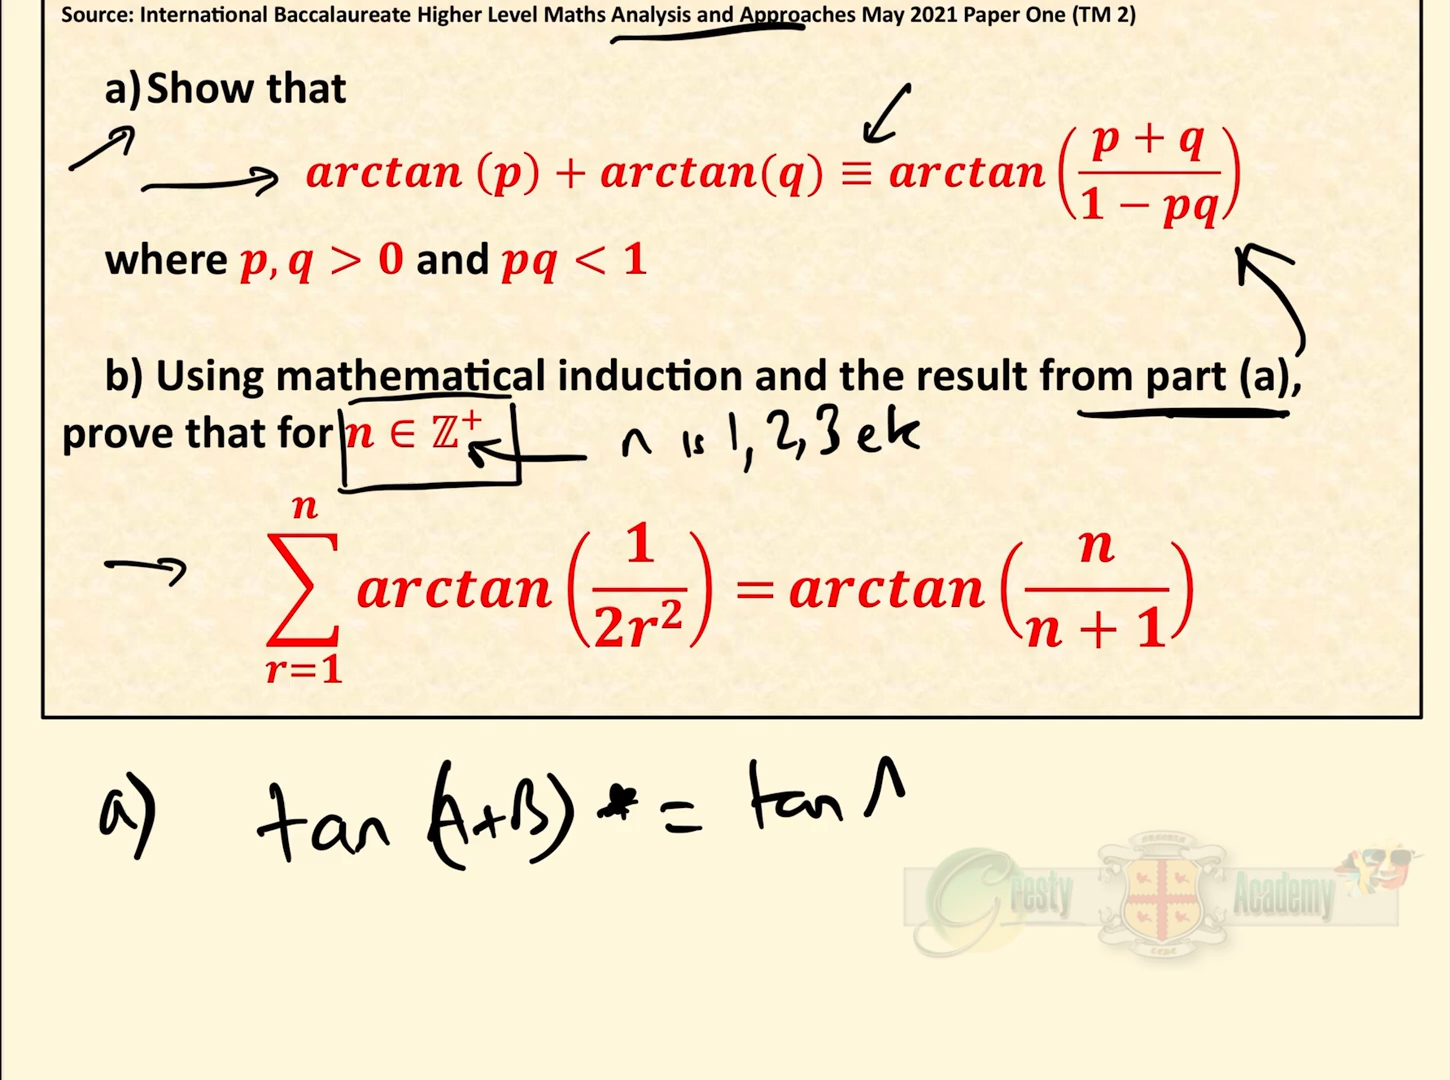 Source: International Baccalaureate Higher Level Maths Analysis and Approaches May 2021 Paper One (TM 2)
a) Show that
arctan (p) + arctan(q) ≡ arctan ((p + q)/(1 − pq))
where p, q > 0 and pq < 1
b) Using mathematical induction and the result from part (a),
prove that for n ∈ ℤ⁺ n is 1, 2, 3 etc
∑_{r=1}^{n} arctan (1/(2r²)) = arctan (n/(n + 1))
a) tan (A+B) = tan A
Cresty Academy